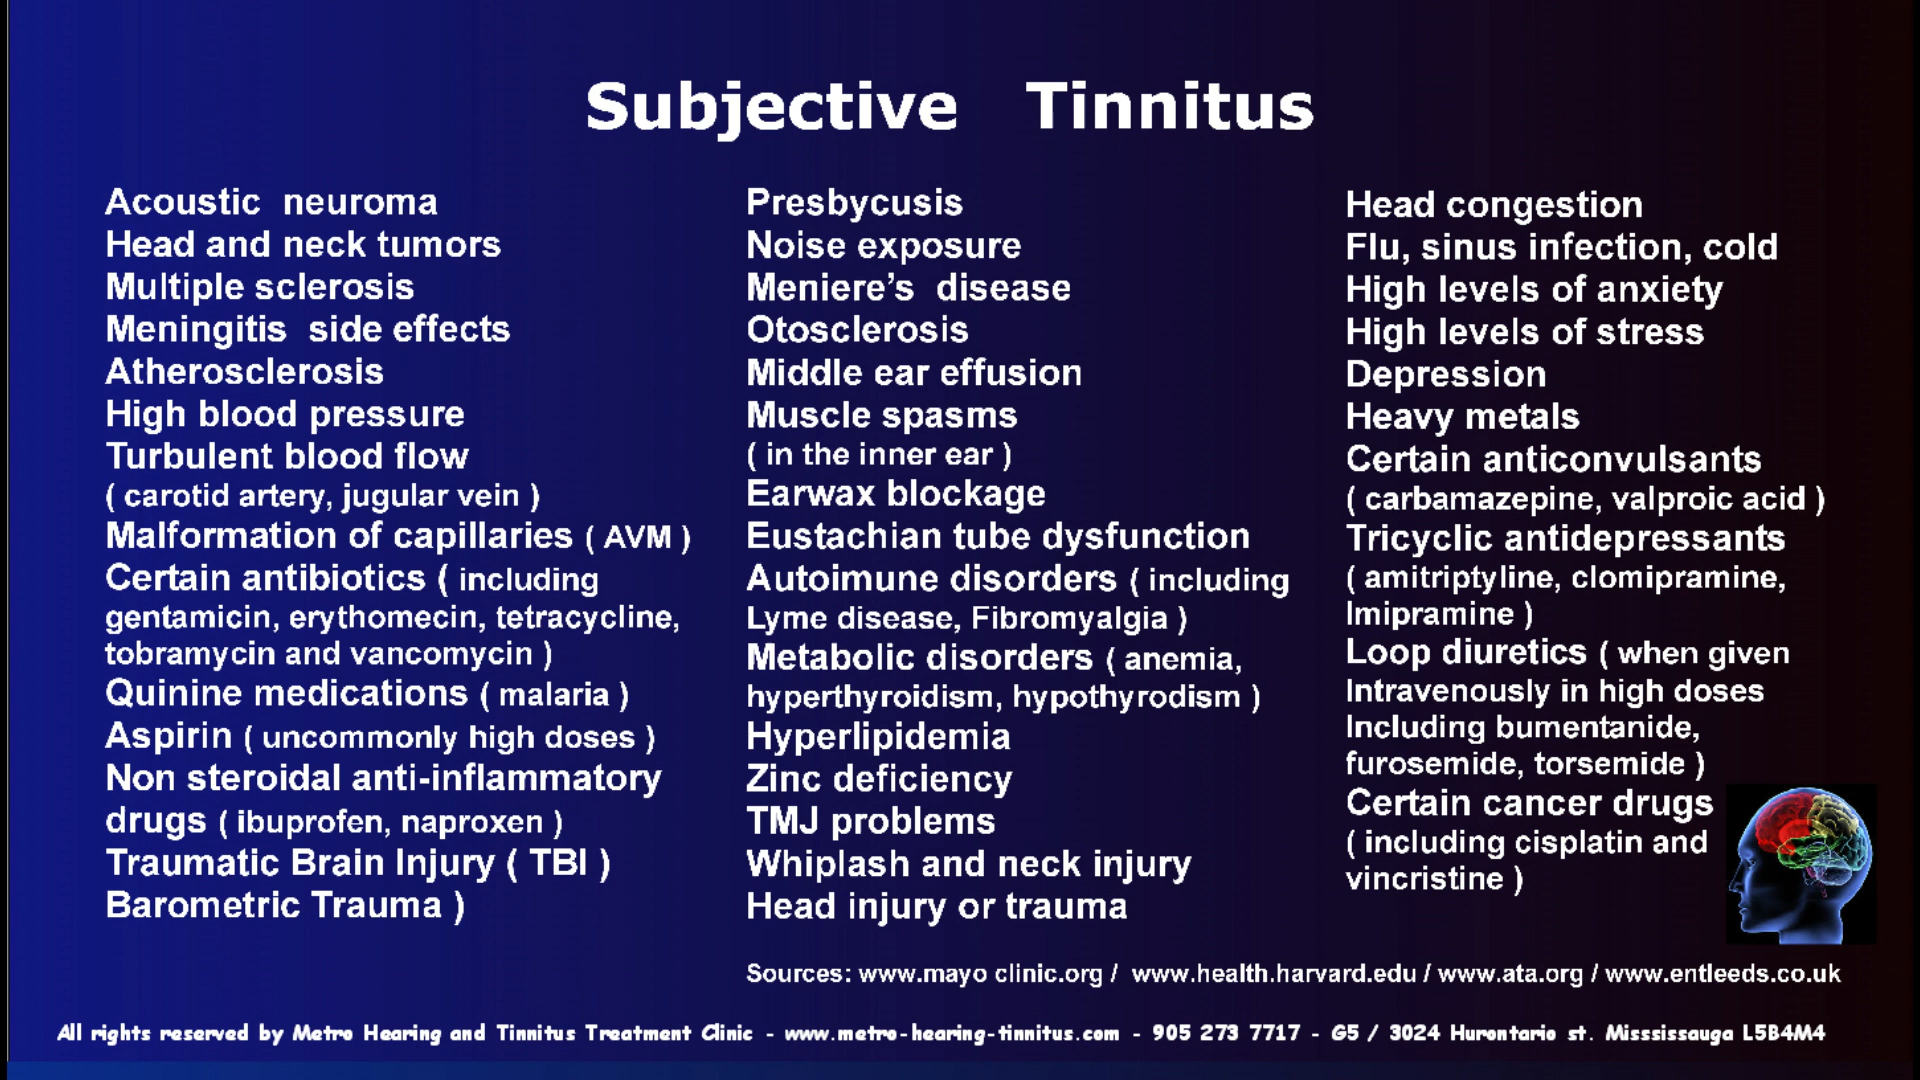 Subjective Tinnitus
Acoustic neuroma
Head and neck tumors
Multiple sclerosis
Meningitis side effects
Atherosclerosis
High blood pressure
Turbulent blood flow
( carotid artery, jugular vein )
Malformation of capillaries ( AVM )
Certain antibiotics ( including
gentamicin, erythomecin, tetracycline,
tobramycin and vancomycin )
Quinine medications ( malaria )
Aspirin ( uncommonly high doses )
Non steroidal anti-inflammatory
drugs ( ibuprofen, naproxen )
Traumatic Brain Injury ( TBI )
Barometric Trauma )
Presbycusis
Noise exposure
Meniere’s disease
Otosclerosis
Middle ear effusion
Muscle spasms
( in the inner ear )
Earwax blockage
Eustachian tube dysfunction
Autoimune disorders ( including
Lyme disease, Fibromyalgia )
Metabolic disorders ( anemia,
hyperthyroidism, hypothyrodism )
Hyperlipidemia
Zinc deficiency
TMJ problems
Whiplash and neck injury
Head injury or trauma
Head congestion
Flu, sinus infection, cold
High levels of anxiety
High levels of stress
Depression
Heavy metals
Certain anticonvulsants
( carbamazepine, valproic acid )
Tricyclic antidepressants
( amitriptyline, clomipramine,
Imipramine )
Loop diuretics ( when given
Intravenously in high doses
Including bumentanide,
furosemide, torsemide )
Certain cancer drugs
( including cisplatin and
vincristine )
Sources: www.mayo clinic.org / www.health.harvard.edu / www.ata.org / www.entleeds.co.uk
All rights reserved by Metro Hearing and Tinnitus Treatment Clinic - www.metro-hearing-tinnitus.com - 905 273 7717 - G5 / 3024 Hurontario st. Misssissauga L5B4M4